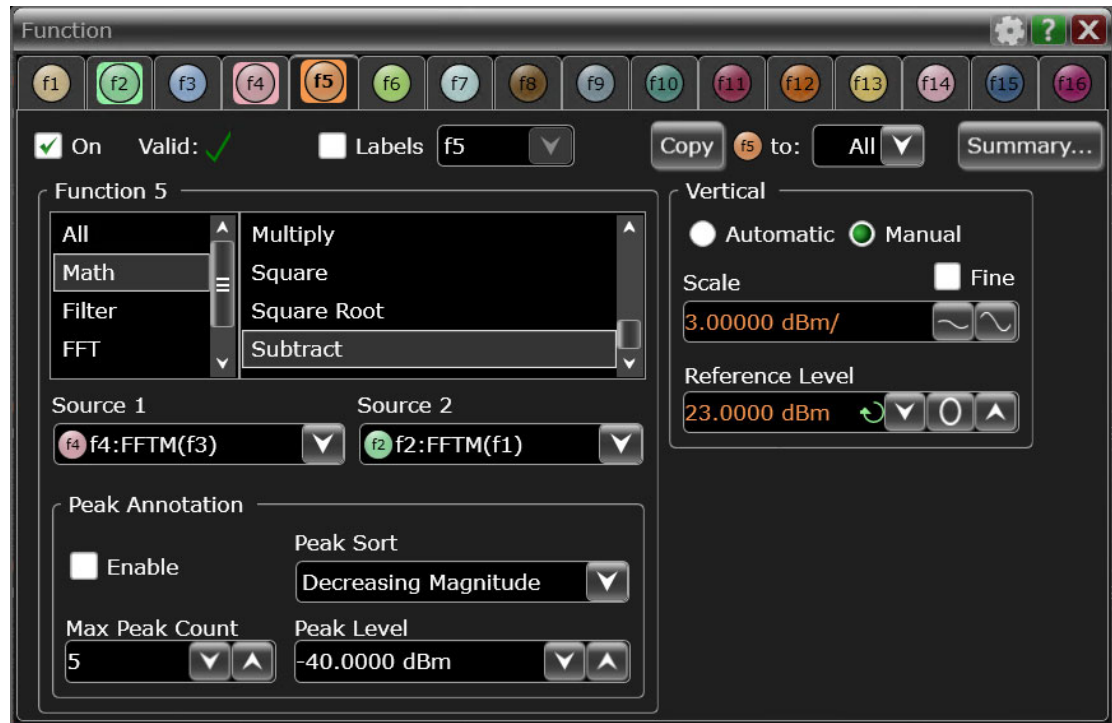 Function
?
X
f1 f2 f3 f4 f5 f6 f7 f8 f9 f10 f11 f12 f13 f14 f15 f16
On Valid: Labels f5 Copy f5 to: All Summary...
Function 5
All
Math
Filter
FFT
Multiply
Square
Square Root
Subtract
Source 1
f4 f4:FFTM(f3)
Source 2
f2 f2:FFTM(f1)
Peak Annotation
Enable
Peak Sort
Decreasing Magnitude
Max Peak Count
5
Peak Level
-40.0000 dBm
Vertical
Automatic Manual
Scale
Fine
3.00000 dBm/
Reference Level
23.0000 dBm 0